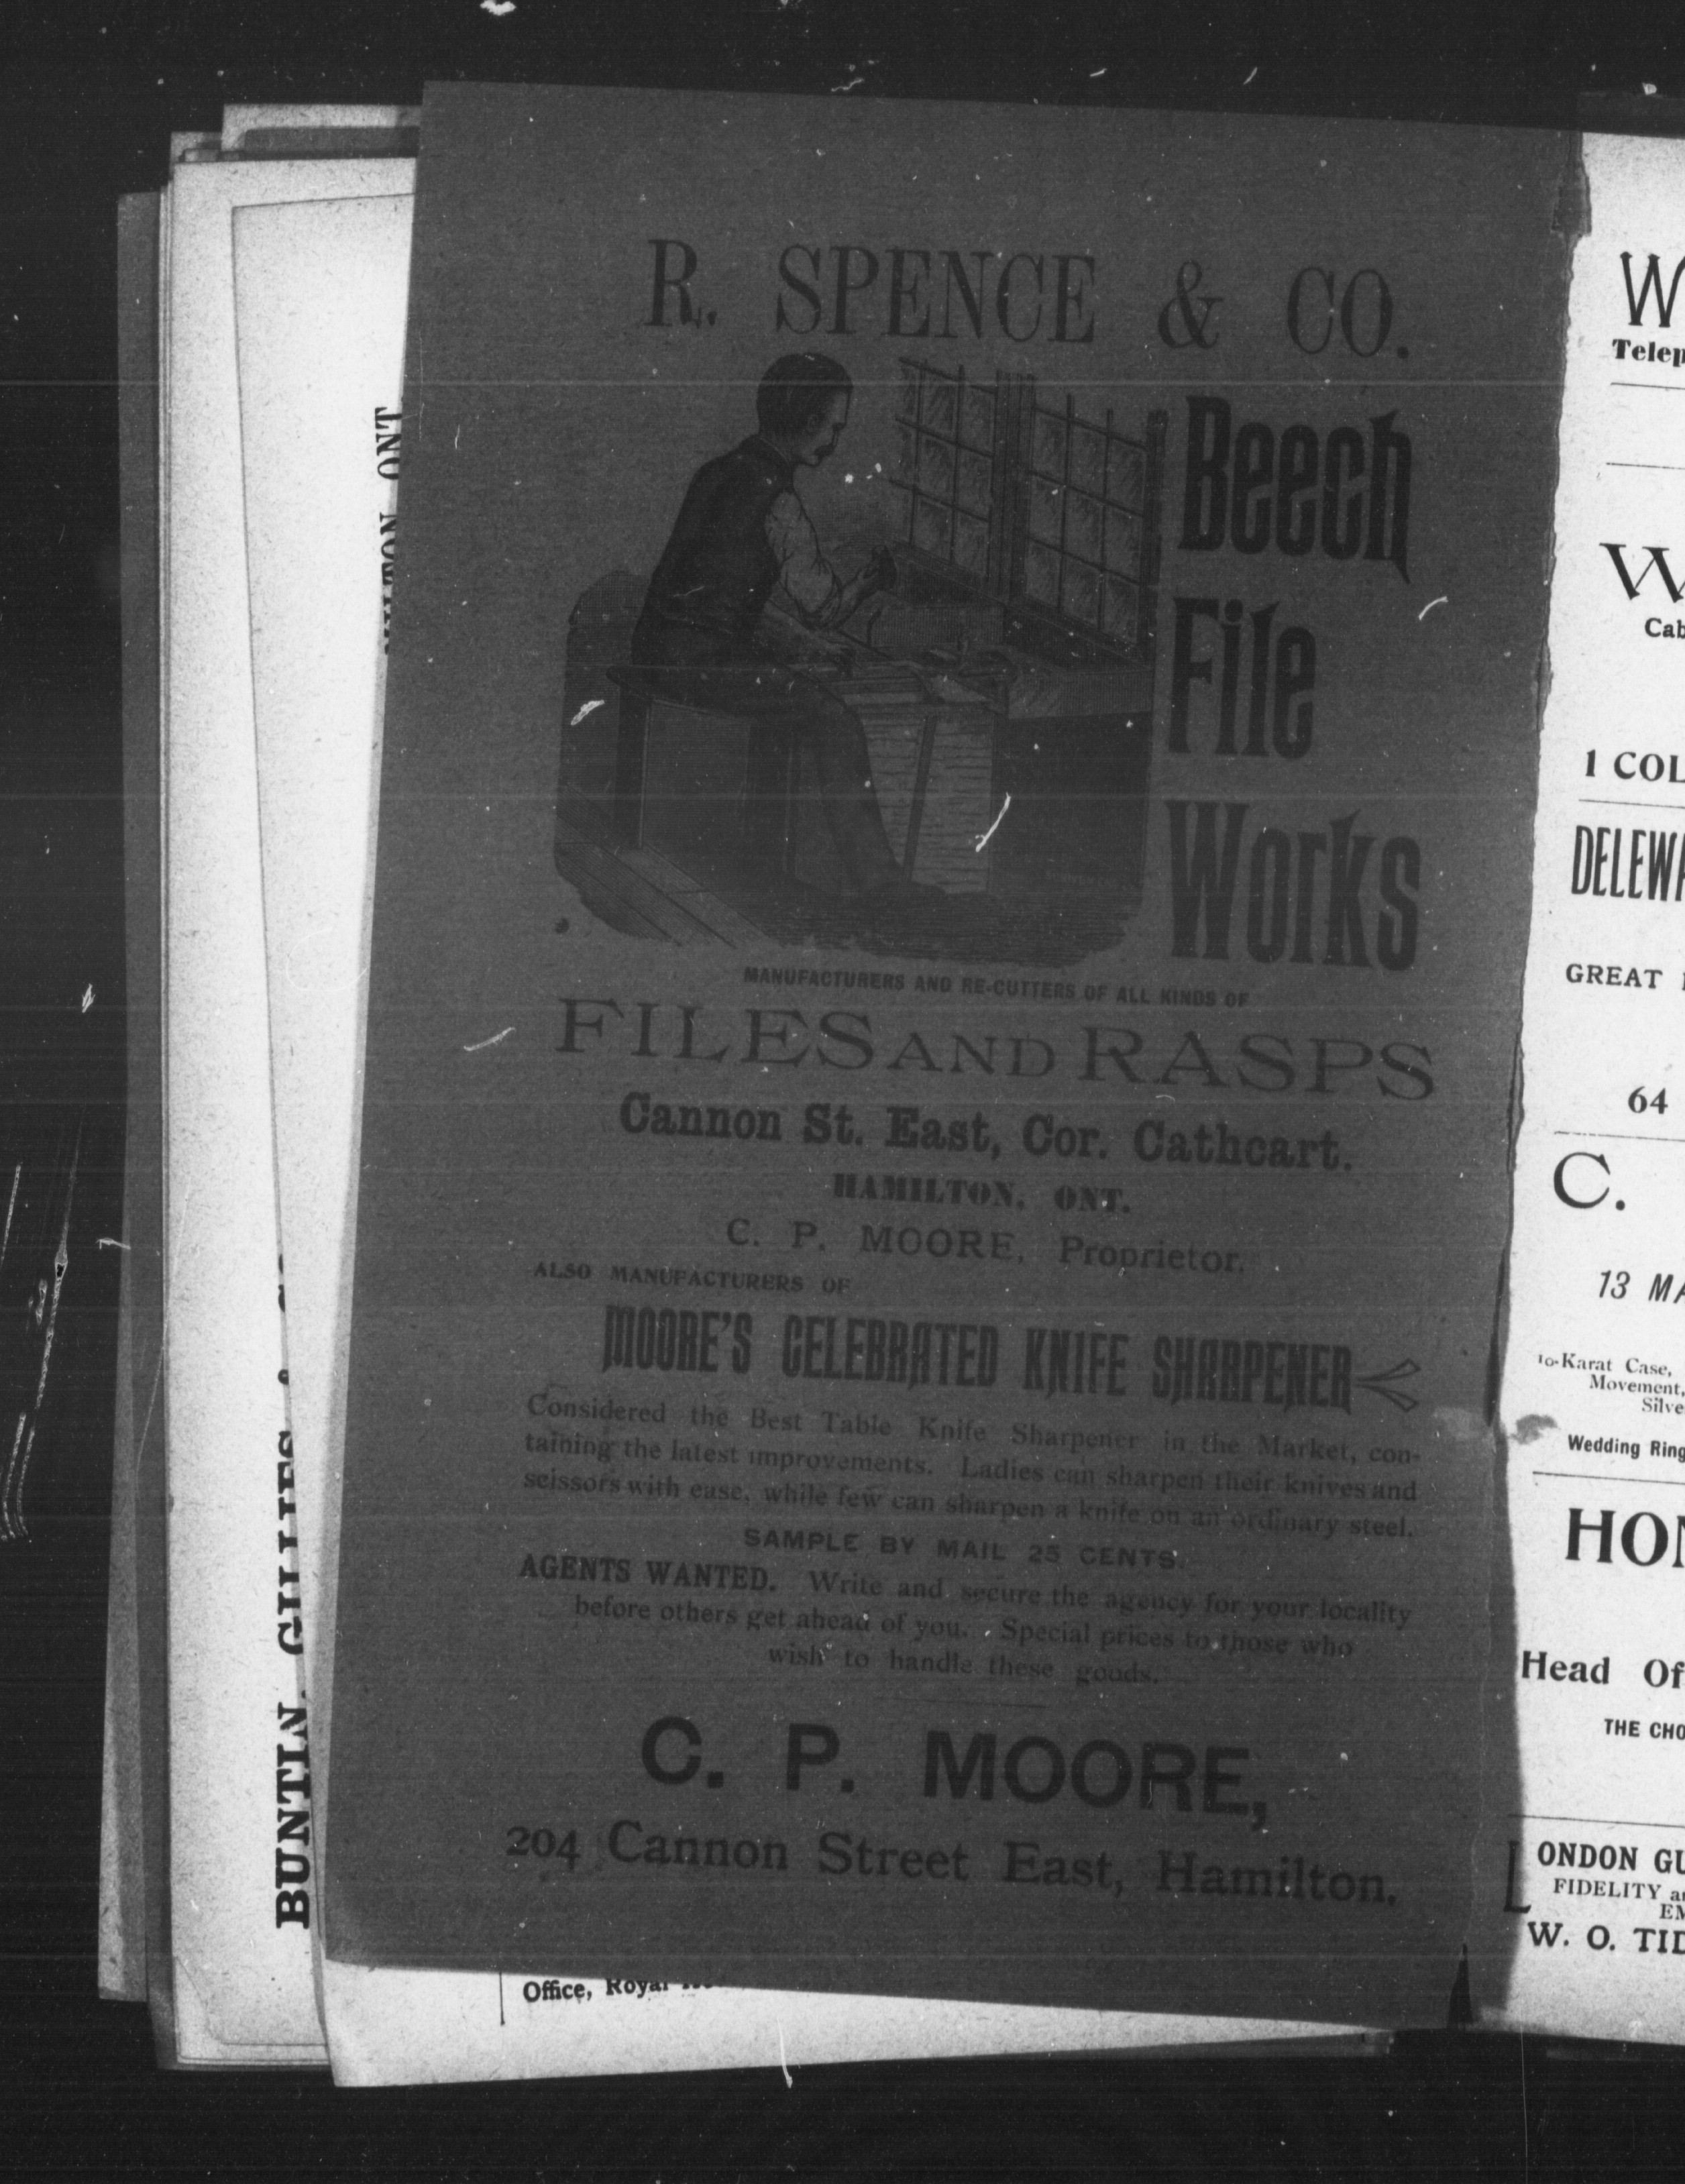 R. SPENCE & CO.
Beech
File
Works
MANUFACTURERS AND RE-CUTTERS OF ALL KINDS OF
FILES AND RASPS
Cannon St. East, Cor. Cathcart.
HAMILTON, ONT.
C. P. MOORE, Proprietor,
ALSO MANUFACTURERS OF
MOORE'S CELEBRATED KNIFE SHARPENER
Considered the Best Table Knife Sharpener in the Market, con-
taining the latest improvements. Ladies can sharpen their knives and
scissors with ease, while few can sharpen a knife on an ordinary steel.
SAMPLE BY MAIL 25 CENTS.
AGENTS WANTED. Write and secure the agency for your locality
before others get ahead of you. Special prices to those who
wish to handle these goods.
C. P. MOORE,
204 Cannon Street East, Hamilton.
ONT
BUNTIN, GILLIES &
Office, Royal
W
Telep
W
Cab
1 COL
DELEWA
GREAT
64
C.
13 MA
10-Karat Case,
Movement,
Silve
Wedding Ring
HON
Head Of
THE CHO
LONDON GU
FIDELITY an
EM
W. O. TID